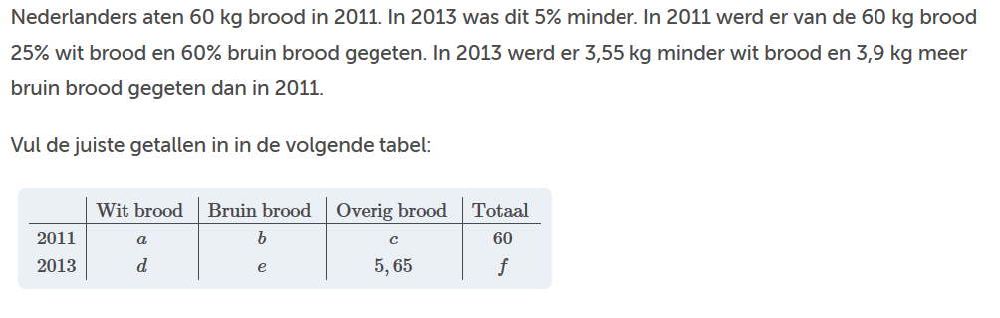 Nederlanders aten 60 kg brood in 2011. In 2013 was dit 5% minder. In 2011 werd er van de 60 kg brood
25% wit brood en 60% bruin brood gegeten. In 2013 werd er 3,55 kg minder wit brood en 3,9 kg meer
bruin brood gegeten dan in 2011.
Vul de juiste getallen in in de volgende tabel:
Wit brood Bruin brood Overig brood Totaal
2011 a b c 60
2013 d e 5,65 f